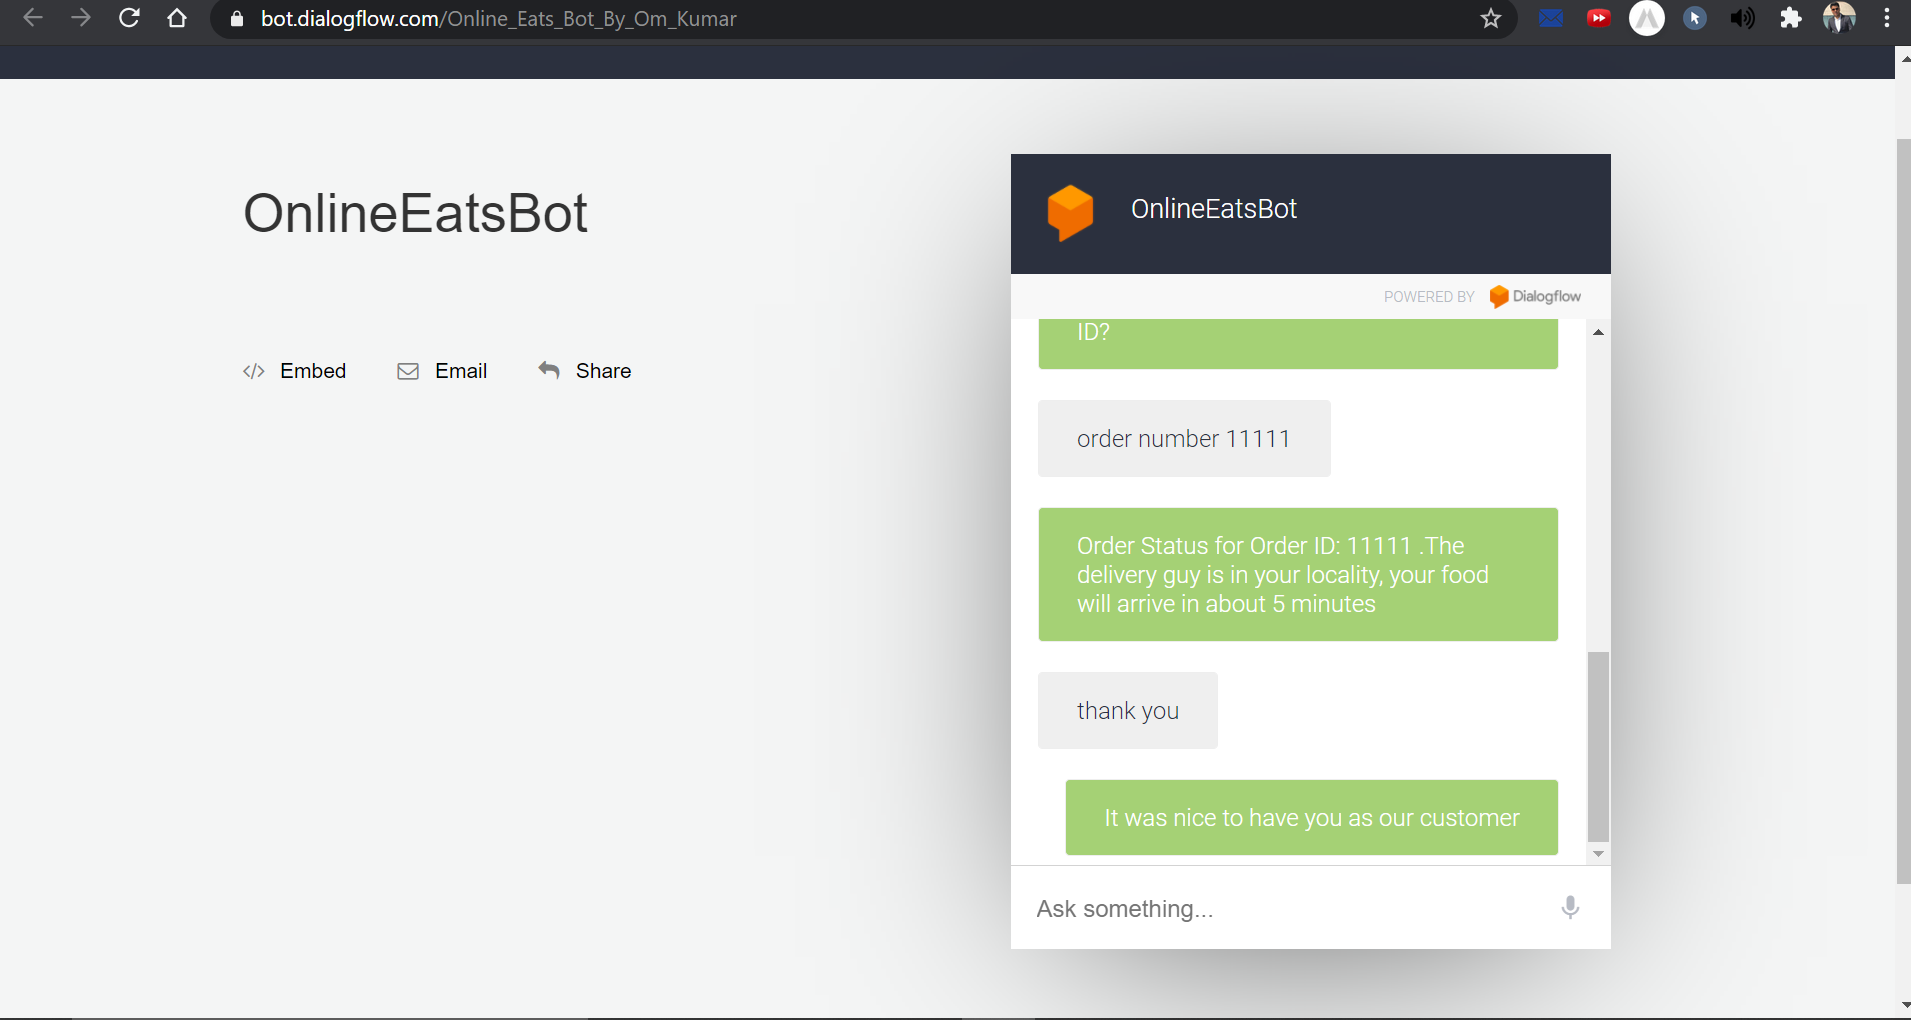 bot.dialogflow.com/Online_Eats_Bot_By_Om_Kumar
OnlineEatsBot
Embed Email Share
OnlineEatsBot
POWERED BY Dialogflow
ID?
order number 11111
Order Status for Order ID: 11111 .The
delivery guy is in your locality, your food
will arrive in about 5 minutes
thank you
It was nice to have you as our customer
Ask something...